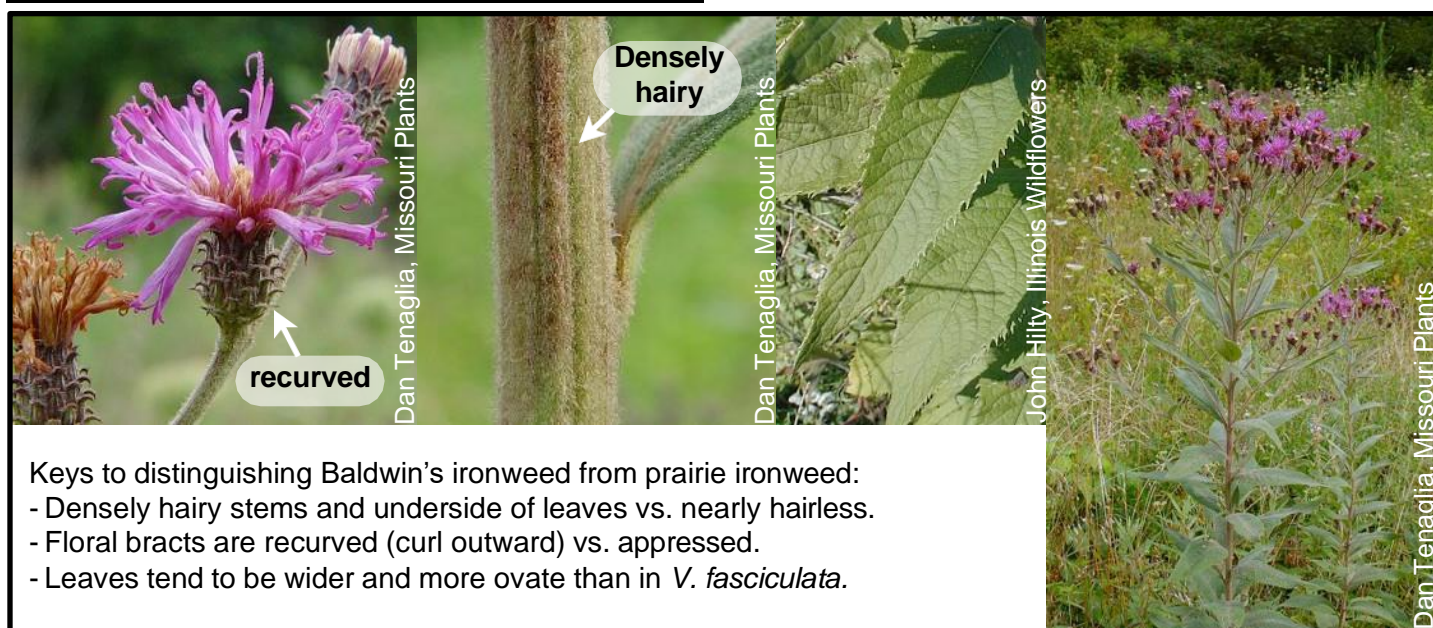 Densely
hairy
recurved
Dan Tenaglia, Missouri Plants
Dan Tenaglia, Missouri Plants
John Hilty, Illinois Wildflowers
Dan Tenaglia, Missouri Plants
Keys to distinguishing Baldwin’s ironweed from prairie ironweed:
- Densely hairy stems and underside of leaves vs. nearly hairless.
- Floral bracts are recurved (curl outward) vs. appressed.
- Leaves tend to be wider and more ovate than in V. fasciculata.